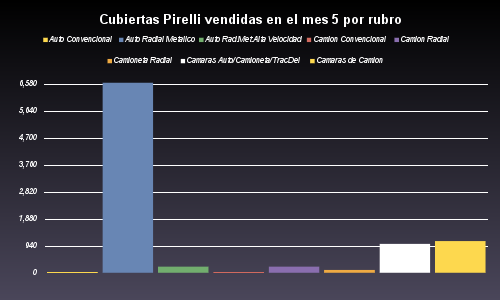 Cubiertas Pirelli vendidas en el mes 5 por rubro
Auto Convencional Auto Radial Metalico Auto Rad.Met.Alta Velocidad Camion Convencional Camion Radial
Camioneta Radial Camaras Auto/Camioneta/TracDel Camaras de Camion
6,580
5,640
4,700
3,760
2,820
1,880
940
0